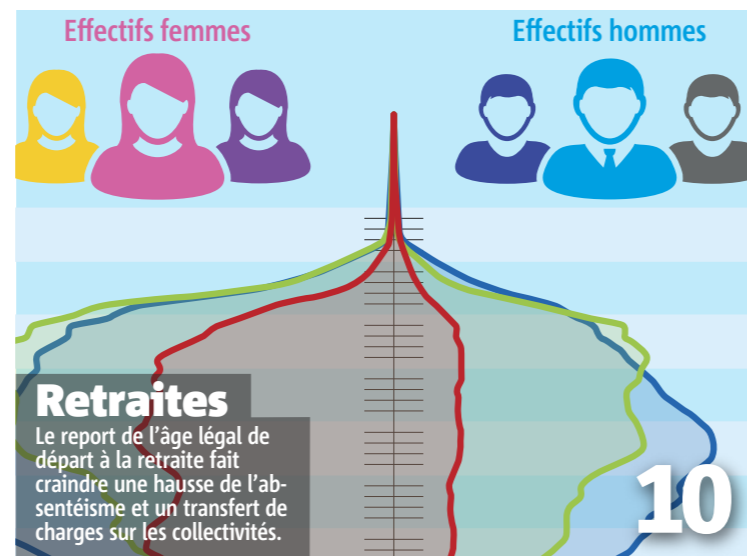 Effectifs femmes
Effectifs hommes
Retraites
Le report de l’âge légal de
départ à la retraite fait
craindre une hausse de l’ab-
sentéisme et un transfert de
charges sur les collectivités.
10